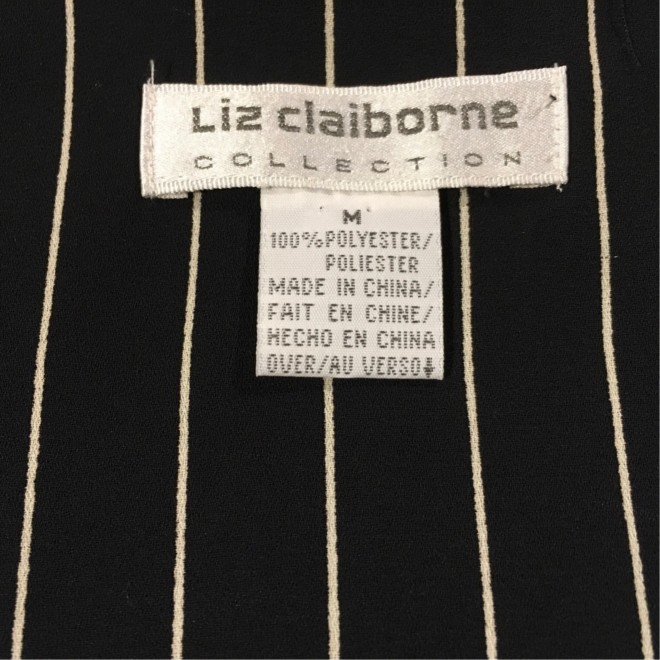 Liz claiborne
COLLECTION
M
100%POLYESTER/
POLIESTER
MADE IN CHINA/
FAIT EN CHINE/
HECHO EN CHINA
OVER/AU VERSO↓